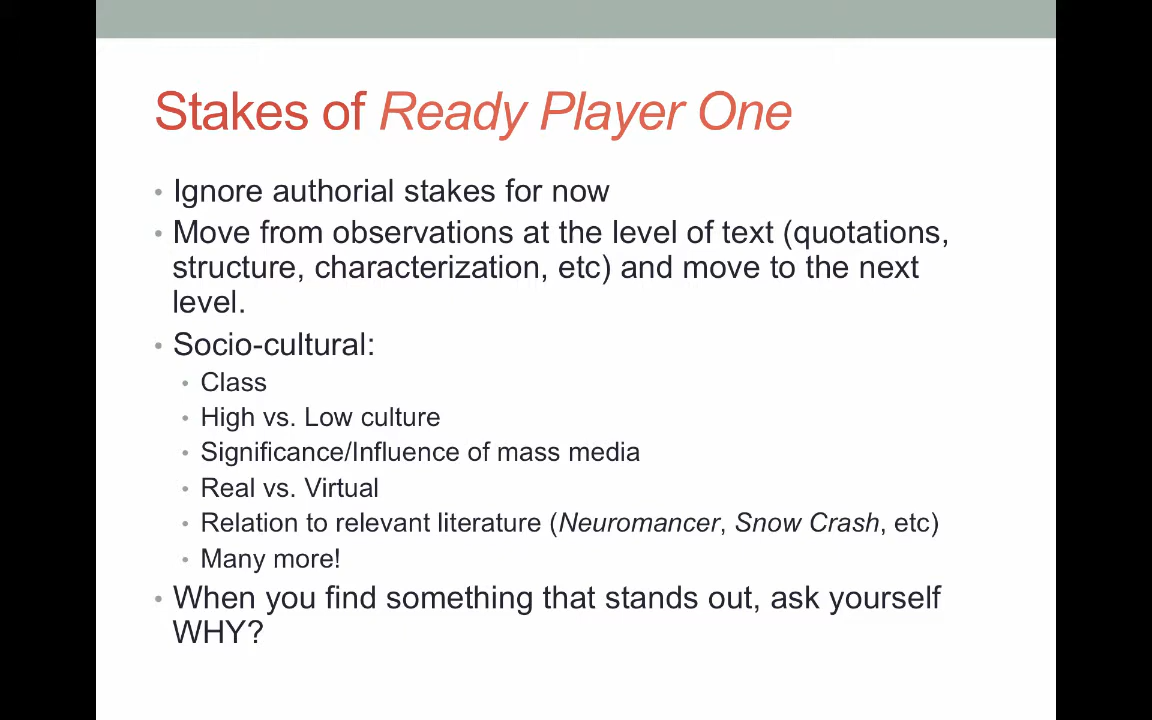 Stakes of Ready Player One
• Ignore authorial stakes for now
• Move from observations at the level of text (quotations,
structure, characterization, etc) and move to the next
level.
• Socio-cultural:
• Class
• High vs. Low culture
• Significance/Influence of mass media
• Real vs. Virtual
• Relation to relevant literature (Neuromancer, Snow Crash, etc)
• Many more!
• When you find something that stands out, ask yourself
WHY?